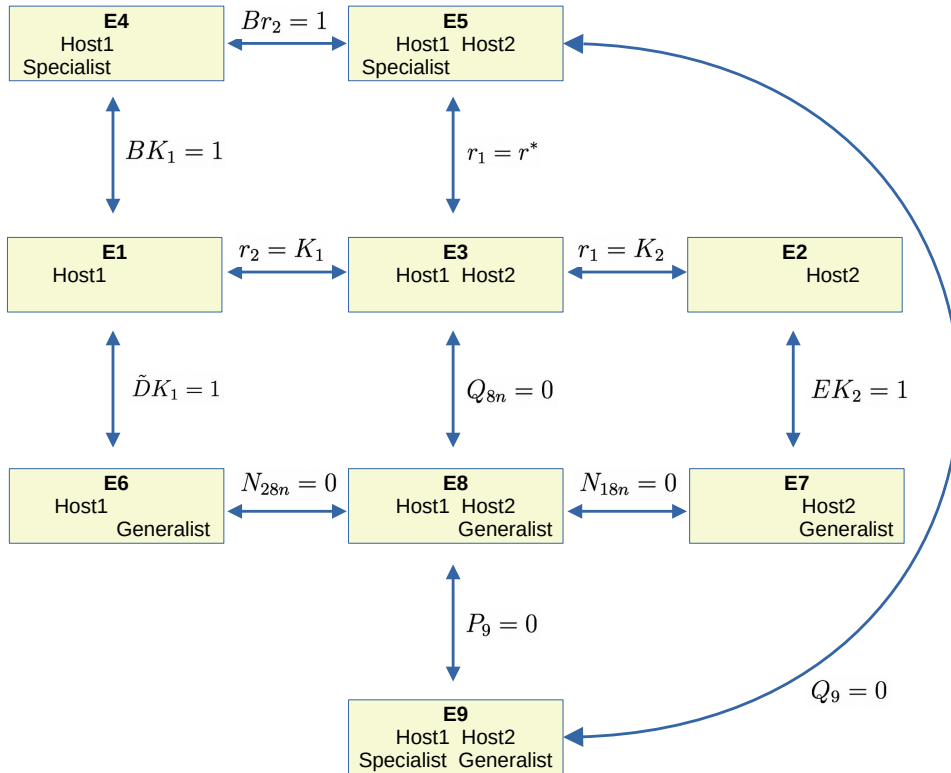 E4
Host1
Specialist
Br₂ = 1
E5
Host1 Host2
Specialist
BK₁ = 1
r₁ = r*
E1
Host1
r₂ = K₁
E3
Host1 Host2
r₁ = K₂
E2
Host2
D̃K₁ = 1
Q₈ₙ = 0
EK₂ = 1
E6
Host1
Generalist
N₂₈ₙ = 0
E8
Host1 Host2
Generalist
N₁₈ₙ = 0
E7
Host2
Generalist
P₉ = 0
Q₉ = 0
E9
Host1 Host2
Specialist Generalist